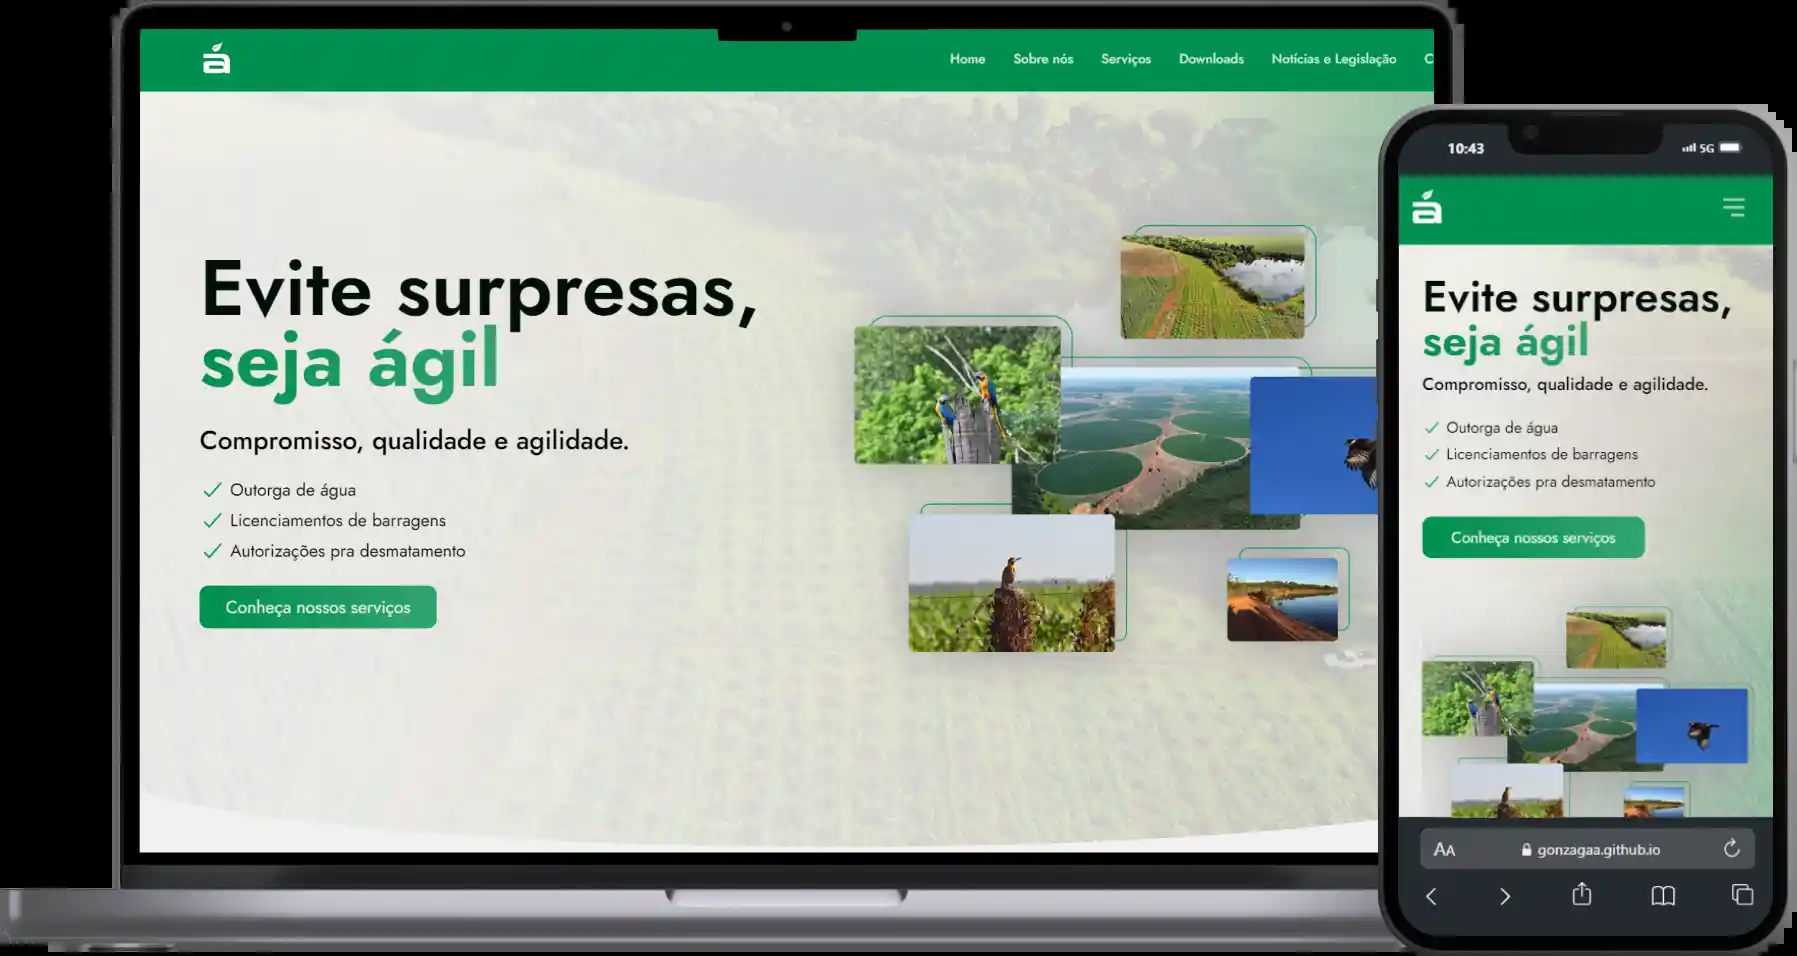 Home Sobre nós Serviços Downloads Notícias e Legislação C
Evite surpresas,
seja ágil
Compromisso, qualidade e agilidade.
Outorga de água
Licenciamentos de barragens
Autorizações pra desmatamento
Conheça nossos serviços
10:43 5G
á
Evite surpresas,
seja ágil
Compromisso, qualidade e agilidade.
Outorga de água
Licenciamentos de barragens
Autorizações pra desmatamento
Conheça nossos serviços
AA gonzagaa.github.io